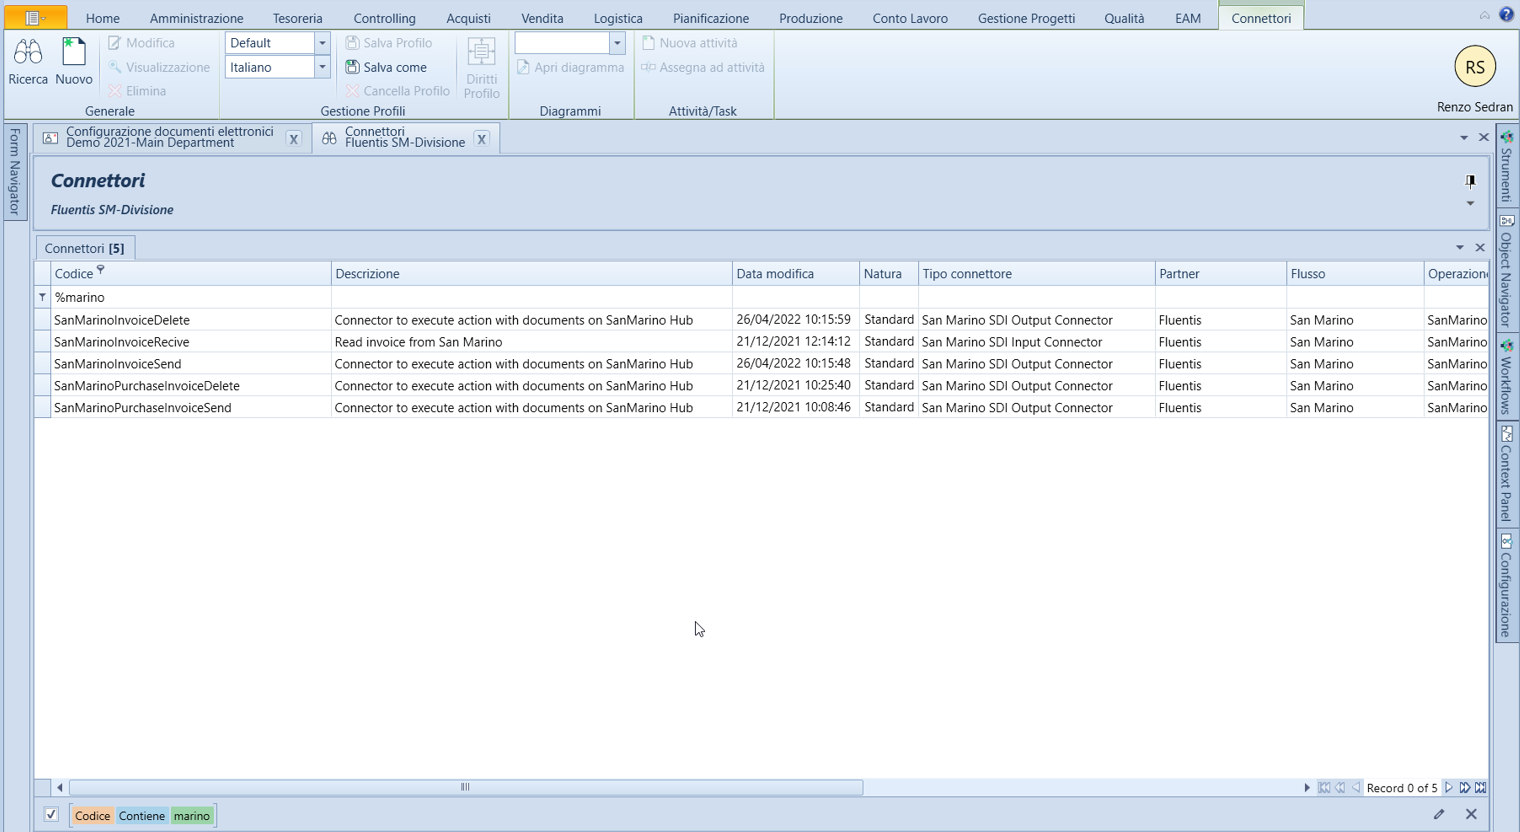 Home Amministrazione Tesoreria Controlling Acquisti Vendita Logistica Pianificazione Produzione Conto Lavoro Gestione Progetti Qualità EAM Connettori
Ricerca
Nuovo
Modifica
Visualizzazione
Elimina
Generale
Default
Italiano
Salva Profilo
Salva come
Cancella Profilo
Diritti
Profilo
Gestione Profili
Apri diagramma
Diagrammi
Nuova attività
Assegna ad attività
Attività/Task
RS
Renzo Sedran
Form Navigator
Configurazione documenti elettronici
Demo 2021-Main Department
Connettori
Fluentis SM-Divisione
Connettori
Fluentis SM-Divisione
Connettori [5]
Codice Descrizione Data modifica Natura Tipo connettore Partner Flusso Operazione
%marino
SanMarinoInvoiceDelete Connector to execute action with documents on SanMarino Hub 26/04/2022 10:15:59 Standard San Marino SDI Output Connector Fluentis San Marino SanMarino
SanMarinoInvoiceRecive Read invoice from San Marino 21/12/2021 12:14:12 Standard San Marino SDI Input Connector Fluentis San Marino SanMarino
SanMarinoInvoiceSend Connector to execute action with documents on SanMarino Hub 26/04/2022 10:15:48 Standard San Marino SDI Output Connector Fluentis San Marino SanMarino
SanMarinoPurchaseInvoiceDelete Connector to execute action with documents on SanMarino Hub 21/12/2021 10:25:40 Standard San Marino SDI Output Connector Fluentis San Marino SanMarino
SanMarinoPurchaseInvoiceSend Connector to execute action with documents on SanMarino Hub 21/12/2021 10:08:46 Standard San Marino SDI Output Connector Fluentis San Marino SanMarino
Record 0 of 5
Codice Contiene marino
Strumenti
Object Navigator
Workflows
Context Panel
Configurazione